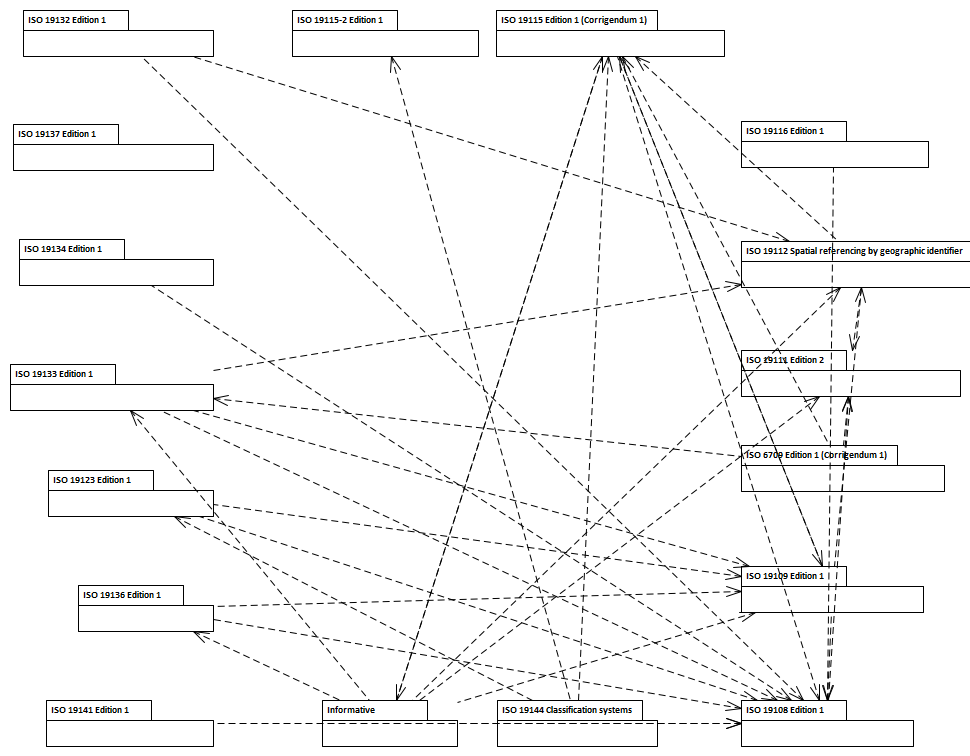 ISO 19132 Edition 1
ISO 19115-2 Edition 1
ISO 19115 Edition 1 (Corrigendum 1)
ISO 19137 Edition 1
ISO 19116 Edition 1
ISO 19134 Edition 1
ISO 19112 Spatial referencing by geographic identifier
ISO 19133 Edition 1
ISO 19111 Edition 2
ISO 19123 Edition 1
ISO 6709 Edition 1 (Corrigendum 1)
ISO 19136 Edition 1
ISO 19109 Edition 1
ISO 19141 Edition 1
Informative
ISO 19144 Classification systems
ISO 19108 Edition 1